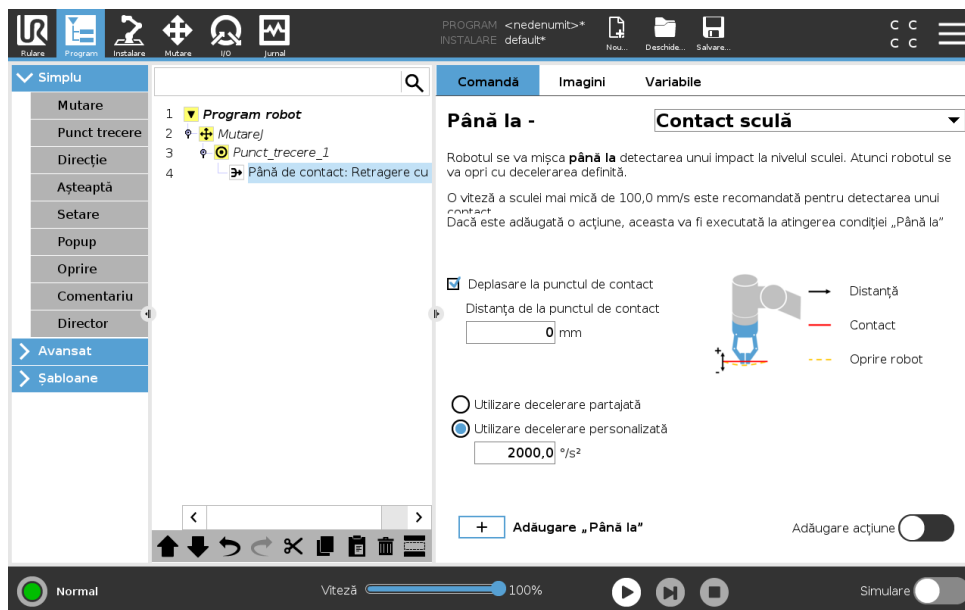 PROGRAM <nedenumit>*
INSTALARE default*
Rulare
Program
Instalare
Mutare
I/O
Jurnal
Nou...
Deschide...
Salvare...
C C
C C
Simplu
Mutare
Punct trecere
Direcție
Așteaptă
Setare
Popup
Oprire
Comentariu
Director
Avansat
Șabloane
1 Program robot
2 MutareJ
3 Punct_trecere_1
4 Până de contact: Retragere cu
Comandă
Imagini
Variabile
Până la -
Contact sculă
Robotul se va mișca până la detectarea unui impact la nivelul sculei. Atunci robotul se
va opri cu decelerarea definită.
O viteză a sculei mai mică de 100,0 mm/s este recomandată pentru detectarea unui
contact
Dacă este adăugată o acțiune, aceasta va fi executată la atingerea condiției „Până la”
Deplasare la punctul de contact
Distanța de la punctul de contact
0 mm
Distanță
Contact
Oprire robot
+
-
Utilizare decelerare partajată
Utilizare decelerare personalizată
2000,0 °/s²
+ Adăugare „Până la”
Adăugare acțiune
Normal
Viteză
100%
Simulare